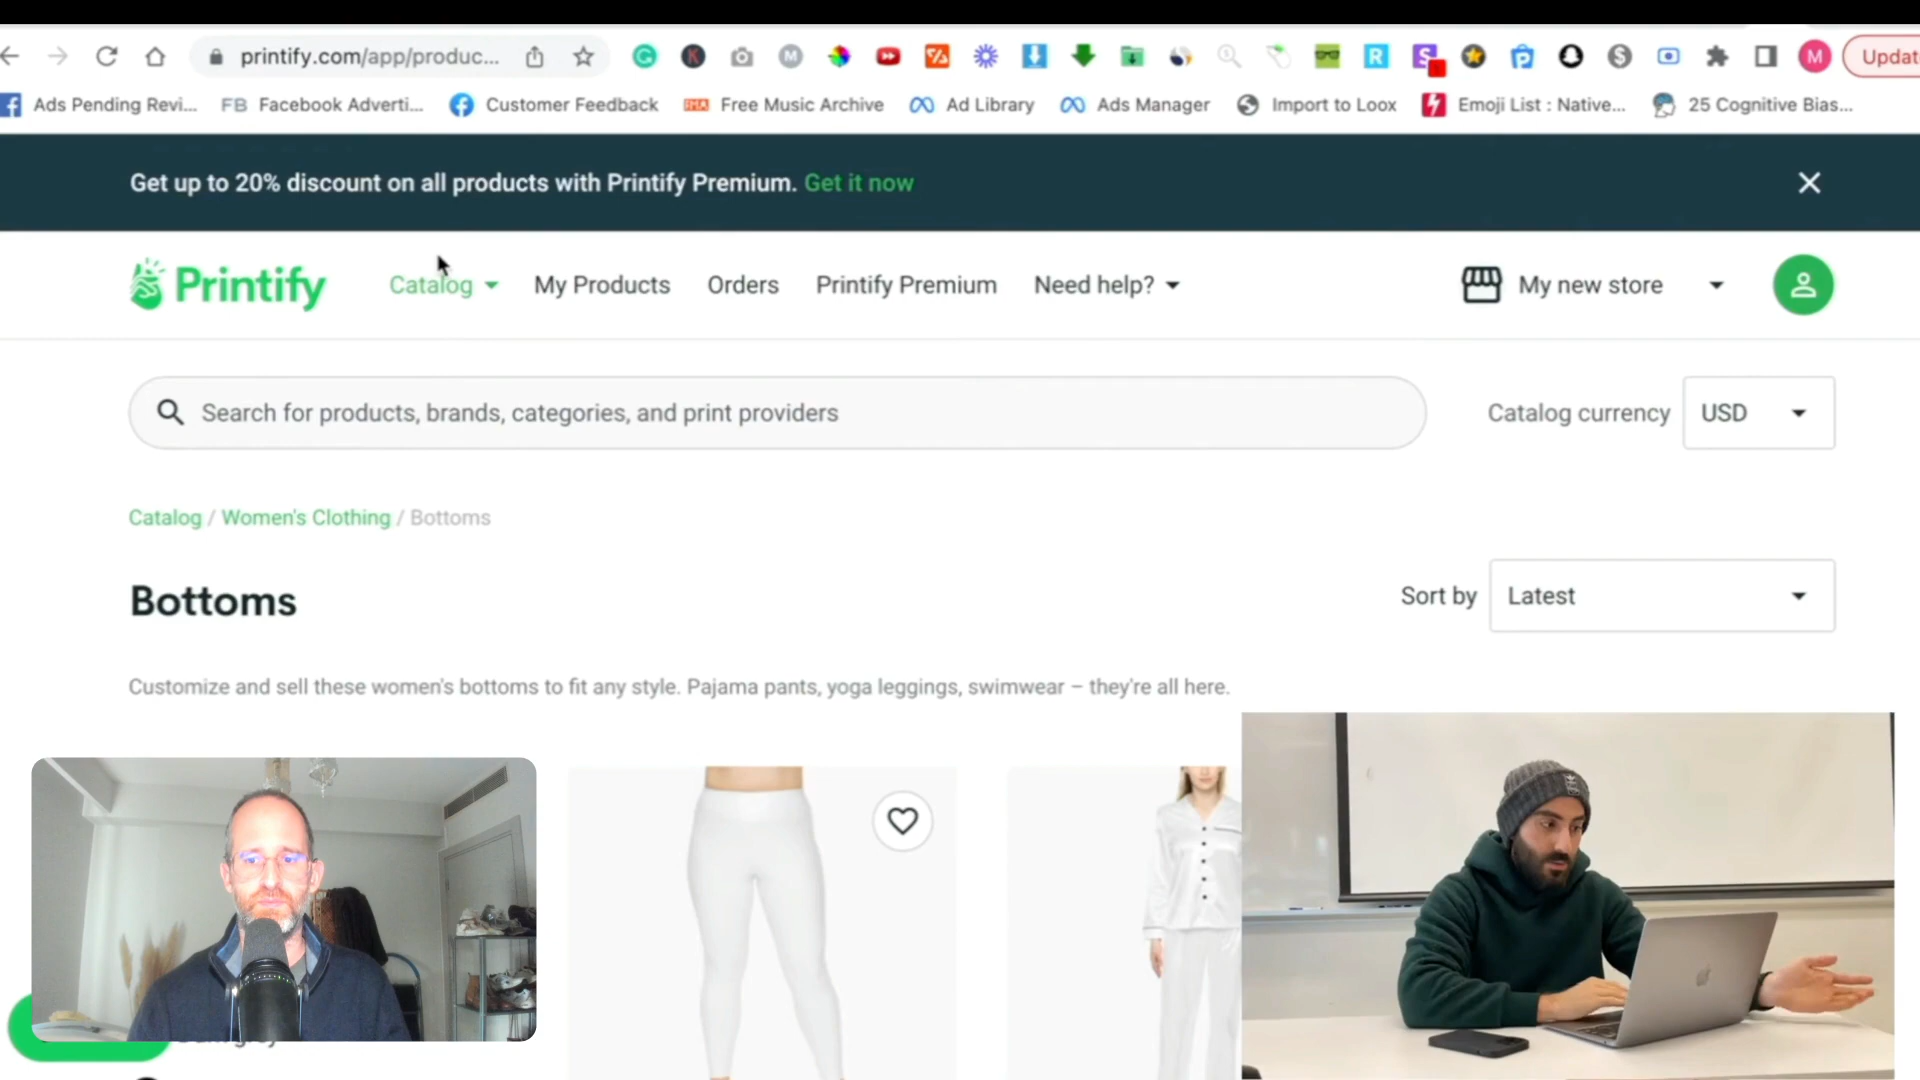 printify.com/app/produc...
M
Updat
Ads Pending Revi...
FB Facebook Adverti...
Customer Feedback
FMA Free Music Archive
Ad Library
Ads Manager
Import to Loox
Emoji List : Native...
25 Cognitive Bias...
Get up to 20% discount on all products with Printify Premium. Get it now
Printify
Catalog
My Products
Orders
Printify Premium
Need help?
My new store
Search for products, brands, categories, and print providers
Catalog currency
USD
Catalog / Women's Clothing / Bottoms
Bottoms
Sort by
Latest
Customize and sell these women's bottoms to fit any style. Pajama pants, yoga leggings, swimwear – they're all here.